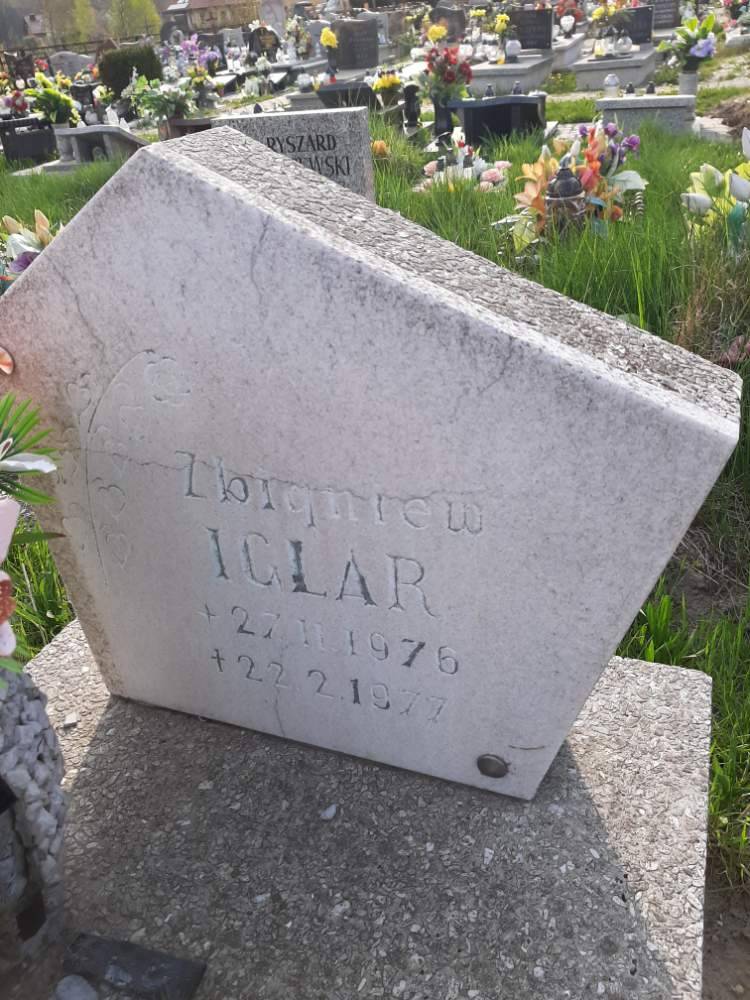 RYSZARD
Zbigniew
IGLAR
+ 27.11.1976
+ 22.2.1977